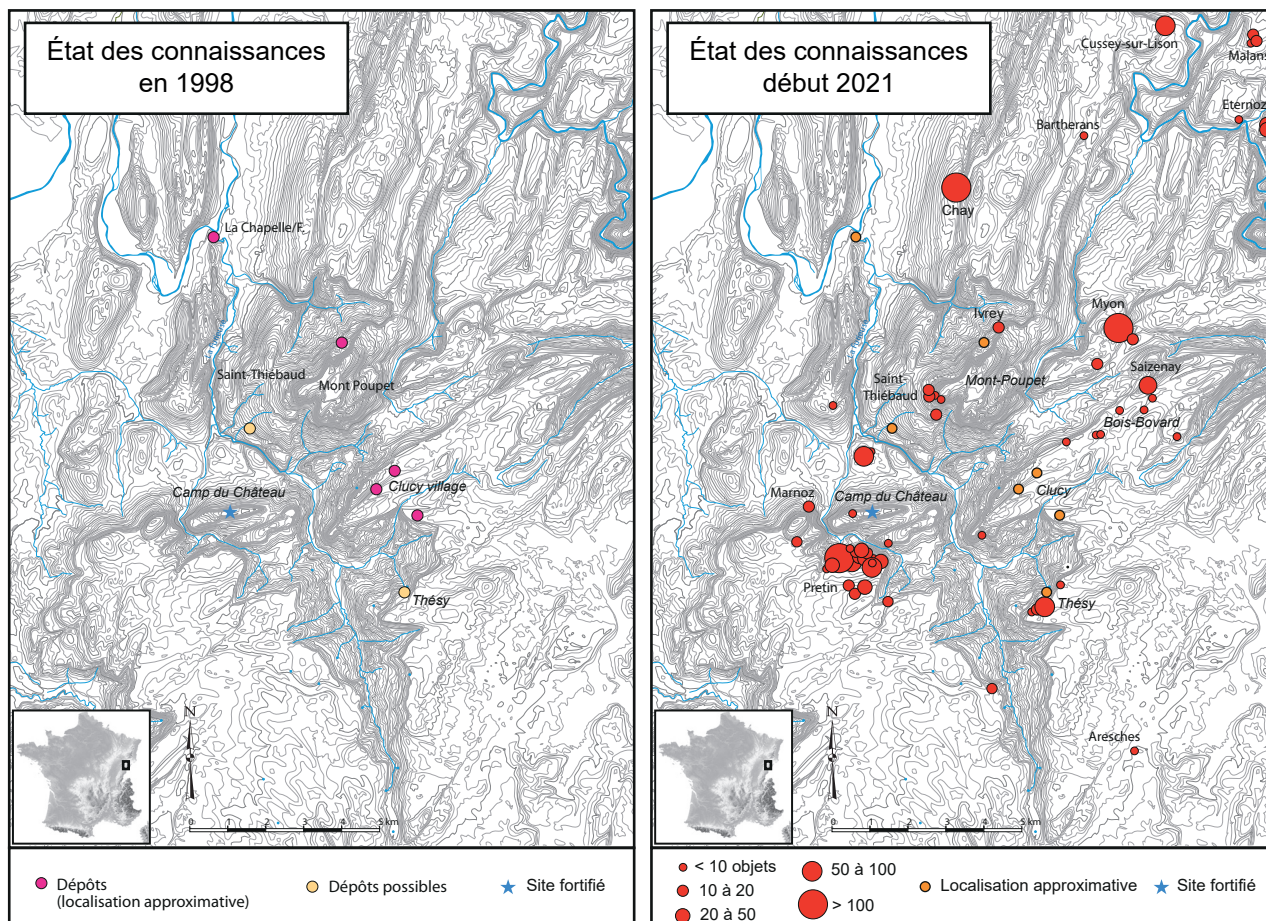 État des connaissances
en 1998
La Chapelle/F.
Saint-Thiébaud
Mont Poupet
Camp du Château
Clucy village
Thésy
N
0 1 2 3 4 5 km
Dépôts
(localisation approximative)
Dépôts possibles
Site fortifié
État des connaissances
début 2021
Cussey-sur-Lison
Malans
Eternoz
Bartherans
Chay
Myon
Ivrey
Saint-
Thiébaud
Mont-Poupet
Saizenay
Bois-Bovard
Marnoz
Camp du Château
Clucy
Pretin
Thésy
Aresches
N
0 1 2 3 4 5 km
< 10 objets
10 à 20
20 à 50
50 à 100
> 100
Localisation approximative
Site fortifié